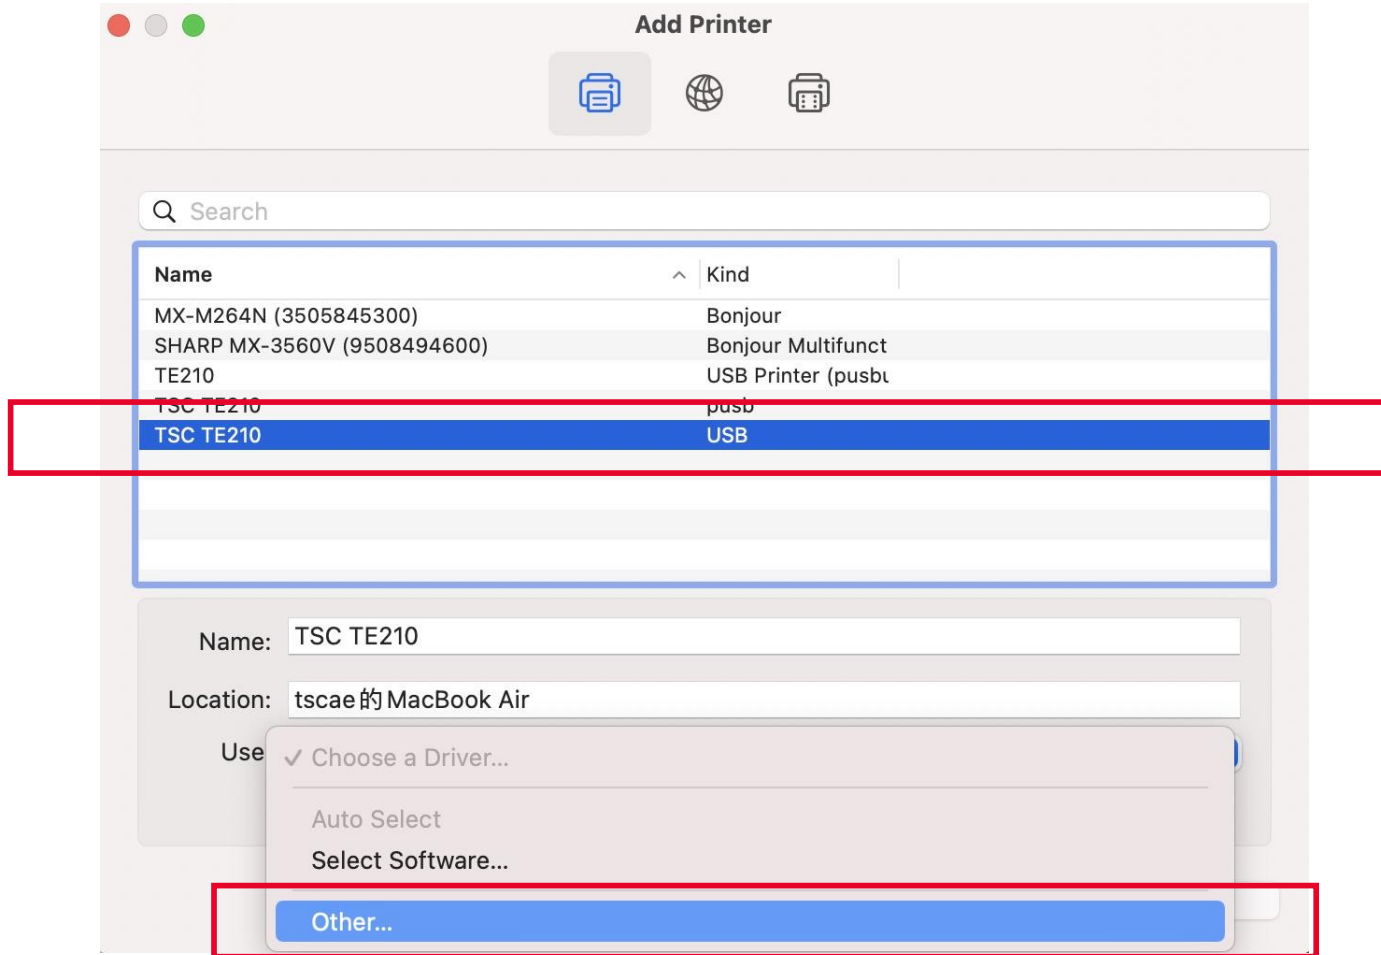 Add Printer
Search
Name Kind
MX-M264N (3505845300) Bonjour
SHARP MX-3560V (9508494600) Bonjour Multifunct
TE210 USB Printer (pusbu
TSC TE210 pusb
TSC TE210 USB
Name: TSC TE210
Location: tscae的MacBook Air
Use
Choose a Driver...
Auto Select
Select Software...
Other...